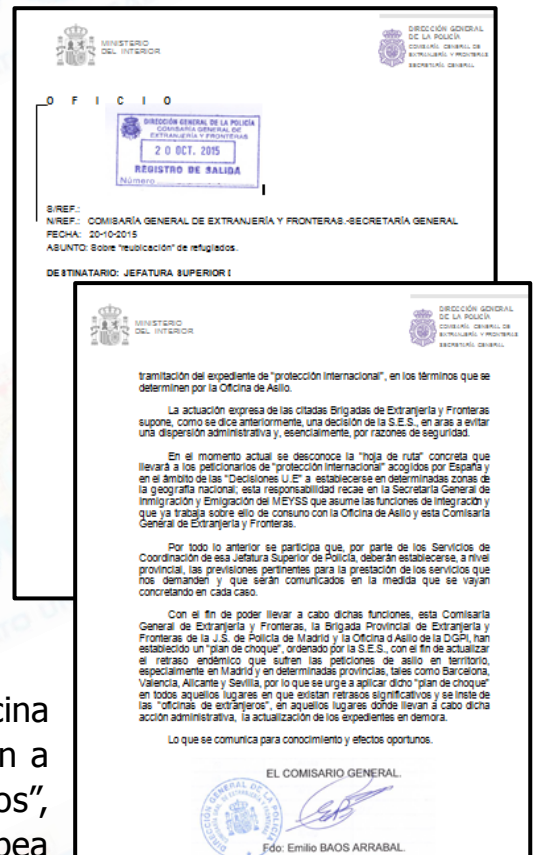 MINISTERIO
DEL INTERIOR
DIRECCIÓN GENERAL
DE LA POLICÍA
COMISARÍA GENERAL DE
EXTRANJERÍA Y FRONTERAS
SECRETARÍA GENERAL
O F I C I O
DIRECCIÓN GENERAL DE LA POLICÍA
COMISARÍA GENERAL DE
EXTRANJERÍA Y FRONTERAS
20 OCT. 2015
REGISTRO DE SALIDA
Número
S/REF.:
N/REF.: COMISARÍA GENERAL DE EXTRANJERÍA Y FRONTERAS.-SECRETARÍA GENERAL
FECHA: 20-10-2015
ASUNTO: Sobre "reubicación" de refugiados.
DESTINATARIO: JEFATURA SUPERIOR
MINISTERIO
DEL INTERIOR
DIRECCIÓN GENERAL
DE LA POLICÍA
COMISARÍA GENERAL DE
EXTRANJERÍA Y FRONTERAS
SECRETARÍA GENERAL
tramitación del expediente de "protección internacional", en los términos que se
determinen por la Oficina de Asilo.
La actuación expresa de las citadas Brigadas de Extranjería y Fronteras
supone, como se dice anteriormente, una decisión de la S.E.S., en aras a evitar
una dispersión administrativa y, esencialmente, por razones de seguridad.
En el momento actual se desconoce la "hoja de ruta" concreta que
llevará a los peticionarios de "protección internacional" acogidos por España y
en el ámbito de las "Decisiones U.E" a establecerse en determinadas zonas de
la geografía nacional; esta responsabilidad recae en la Secretaría General de
Inmigración y Emigración del MEYSS que asume las funciones de integración y
que ya trabaja sobre ello de consuno con la Oficina de Asilo y esta Comisaría
General de Extranjería y Fronteras.
Por todo lo anterior se participa que, por parte de los Servicios de
Coordinación de esa Jefatura Superior de Policía, deberán establecerse, a nivel
provincial, las previsiones pertinentes para la prestación de los servicios que
nos demanden y que serán comunicados en la medida que se vayan
concretando en cada caso.
Con el fin de poder llevar a cabo dichas funciones, esta Comisaría
General de Extranjería y Fronteras, la Brigada Provincial de Extranjería y
Fronteras de la J.S. de Policía de Madrid y la Oficina d Asilo de la DGPI, han
establecido un "plan de choque", ordenado por la S.E.S., con el fin de actualizar
el retraso endémico que sufren las peticiones de asilo en territorio,
especialmente en Madrid y en determinadas provincias, tales como Barcelona,
Valencia, Alicante y Sevilla, por lo que se urge a aplicar dicho "plan de choque"
en todos aquellos lugares en que existan retrasos significativos y se inste de
las "oficinas de extranjeros", en aquellos lugares donde llevan a cabo dicha
acción administrativa, la actualización de los expedientes en demora.
Lo que se comunica para conocimiento y efectos oportunos.
EL COMISARIO GENERAL.
Fdo: Emilio BAOS ARRABAL.
cina
n a
os",
pea